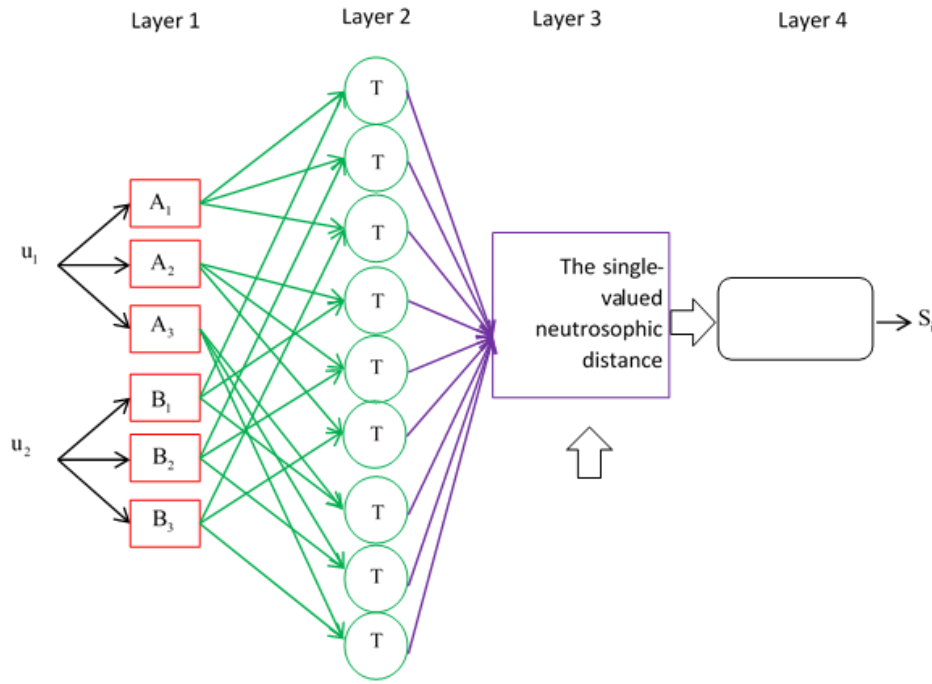 Layer 1
Layer 2
Layer 3
Layer 4
u₁
A₁
A₂
A₃
u₂
B₁
B₂
B₃
T
T
T
T
T
T
T
T
T
The single-
valued
neutrosophic
distance
S